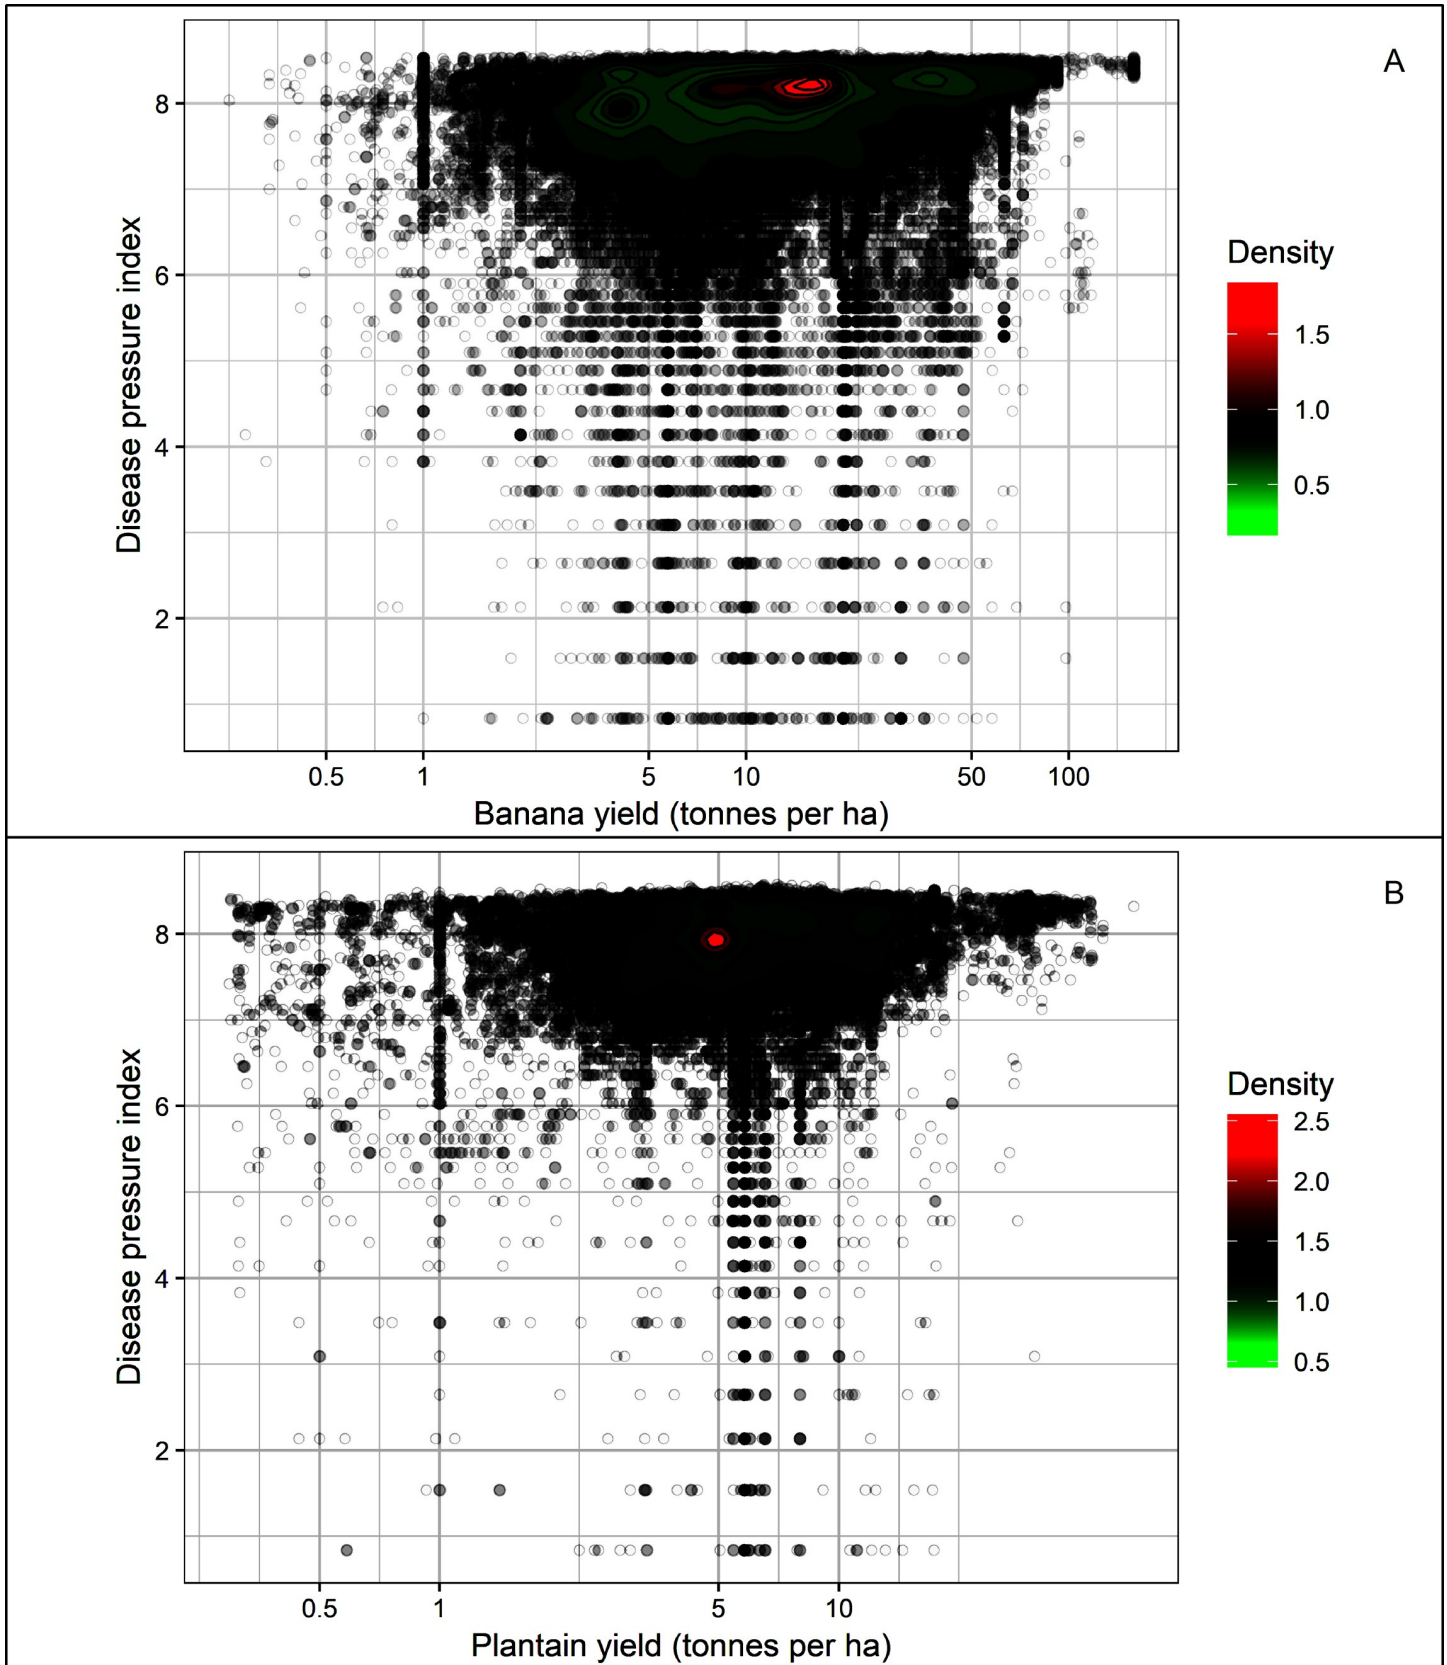 A
Disease pressure index
8
6
4
2
0.5 1 5 10 50 100
Banana yield (tonnes per ha)
Density
1.5
1.0
0.5
B
Disease pressure index
8
6
4
2
0.5 1 5 10
Plantain yield (tonnes per ha)
Density
2.5
2.0
1.5
1.0
0.5